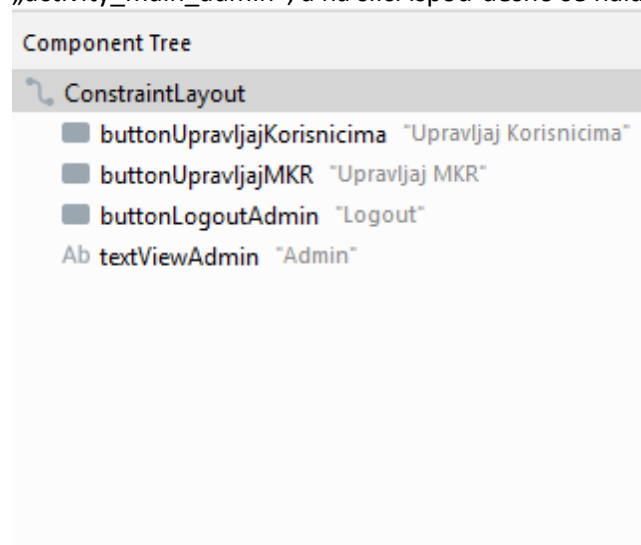 „activity_main_admin“, a na slici ispod desno se
Component Tree
ConstraintLayout
buttonUpravljajKorisnicima "Upravljaj Korisnicima"
buttonUpravljajMKR "Upravljaj MKR"
buttonLogoutAdmin "Logout"
Ab textViewAdmin "Admin"